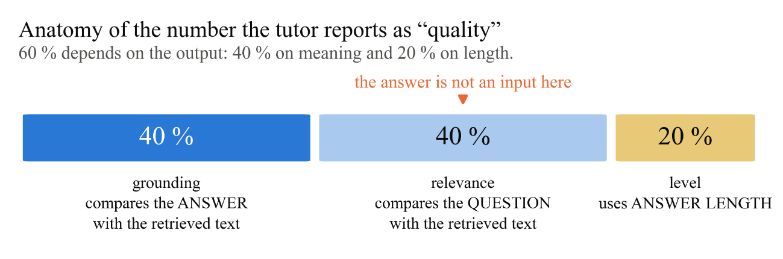 Anatomy of the number the tutor reports as “quality”
60 % depends on the output: 40 % on meaning and 20 % on length.
the answer is not an input here
40 %
40 %
20 %
grounding
compares the ANSWER
with the retrieved text
relevance
compares the QUESTION
with the retrieved text
level
uses ANSWER LENGTH